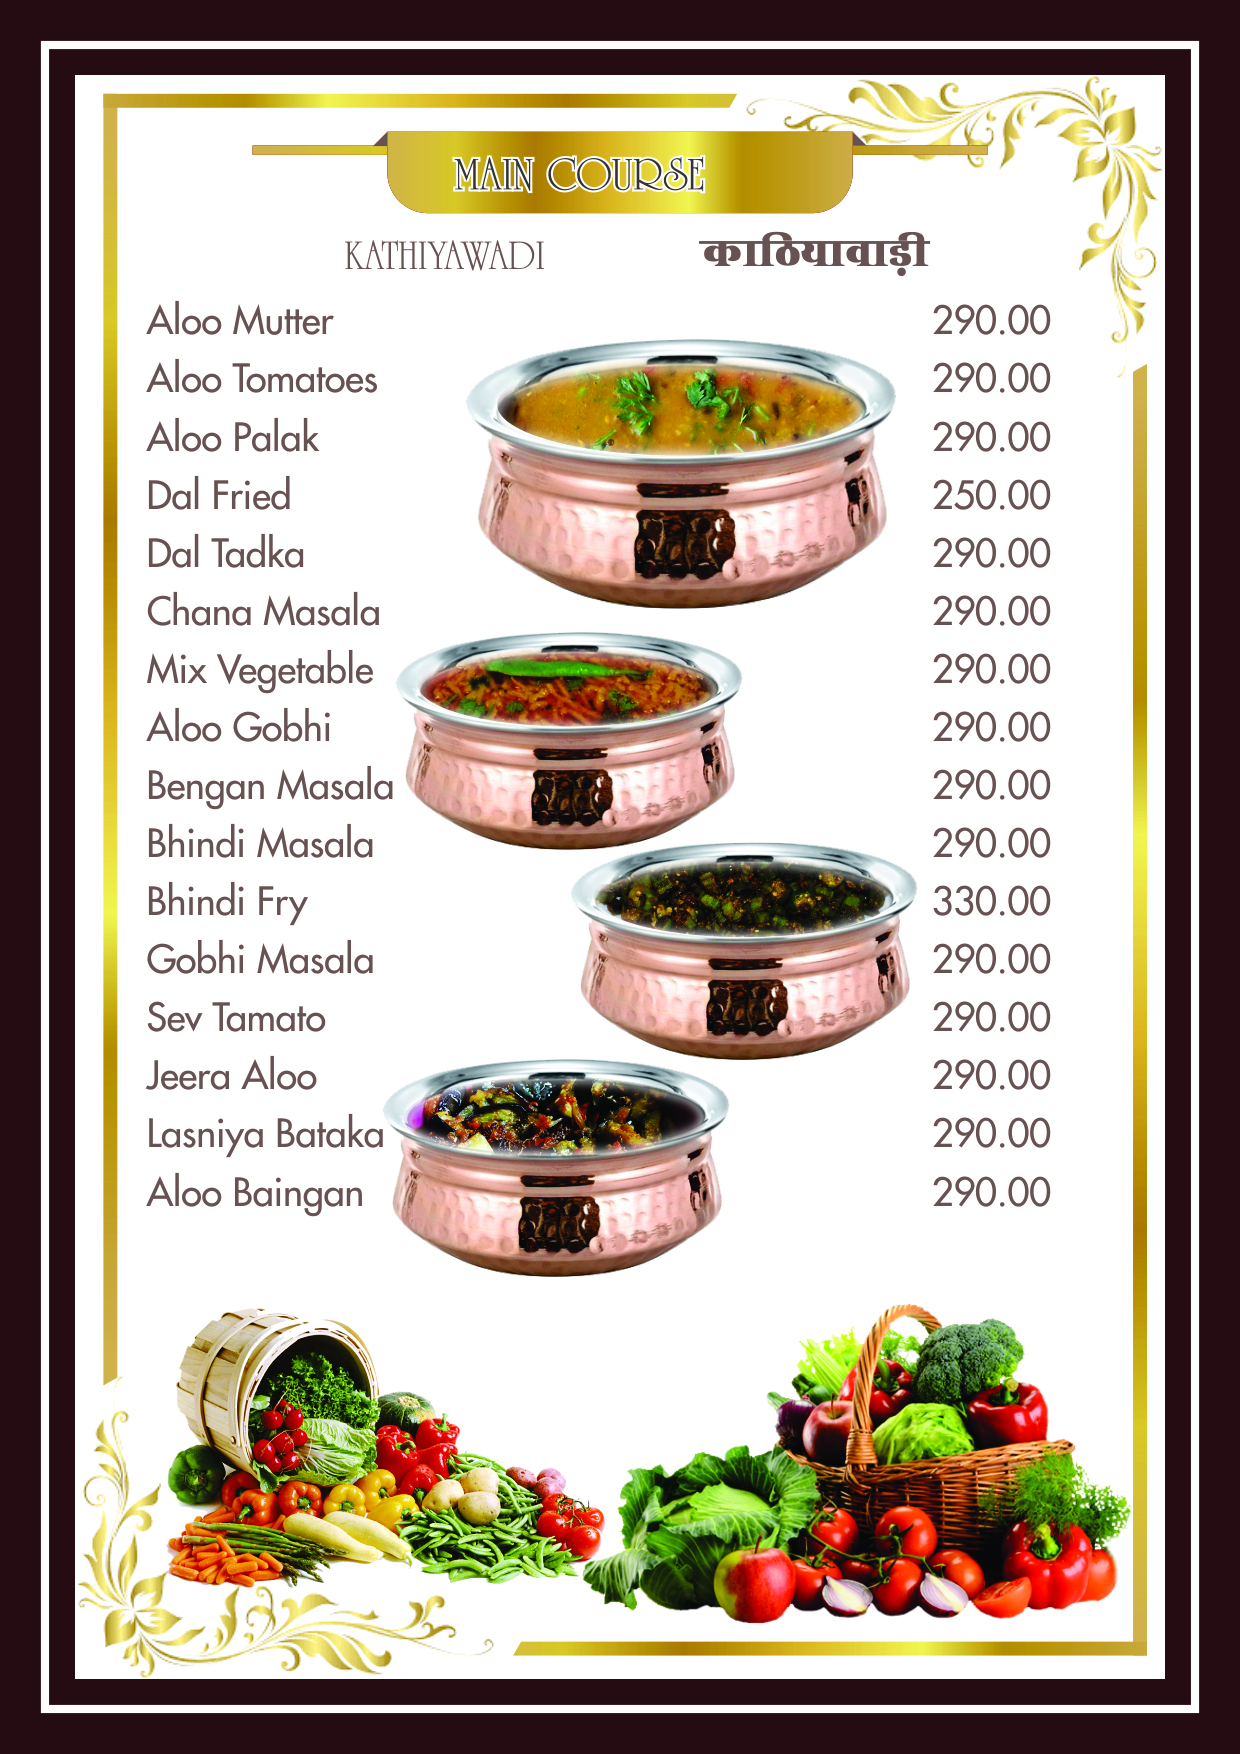 MAIN COURSE
KATHIYAWADI काठियावाड़ी
Aloo Mutter 290.00
Aloo Tomatoes 290.00
Aloo Palak 290.00
Dal Fried 250.00
Dal Tadka 290.00
Chana Masala 290.00
Mix Vegetable 290.00
Aloo Gobhi 290.00
Bengan Masala 290.00
Bhindi Masala 290.00
Bhindi Fry 330.00
Gobhi Masala 290.00
Sev Tamato 290.00
Jeera Aloo 290.00
Lasniya Bataka 290.00
Aloo Baingan 290.00